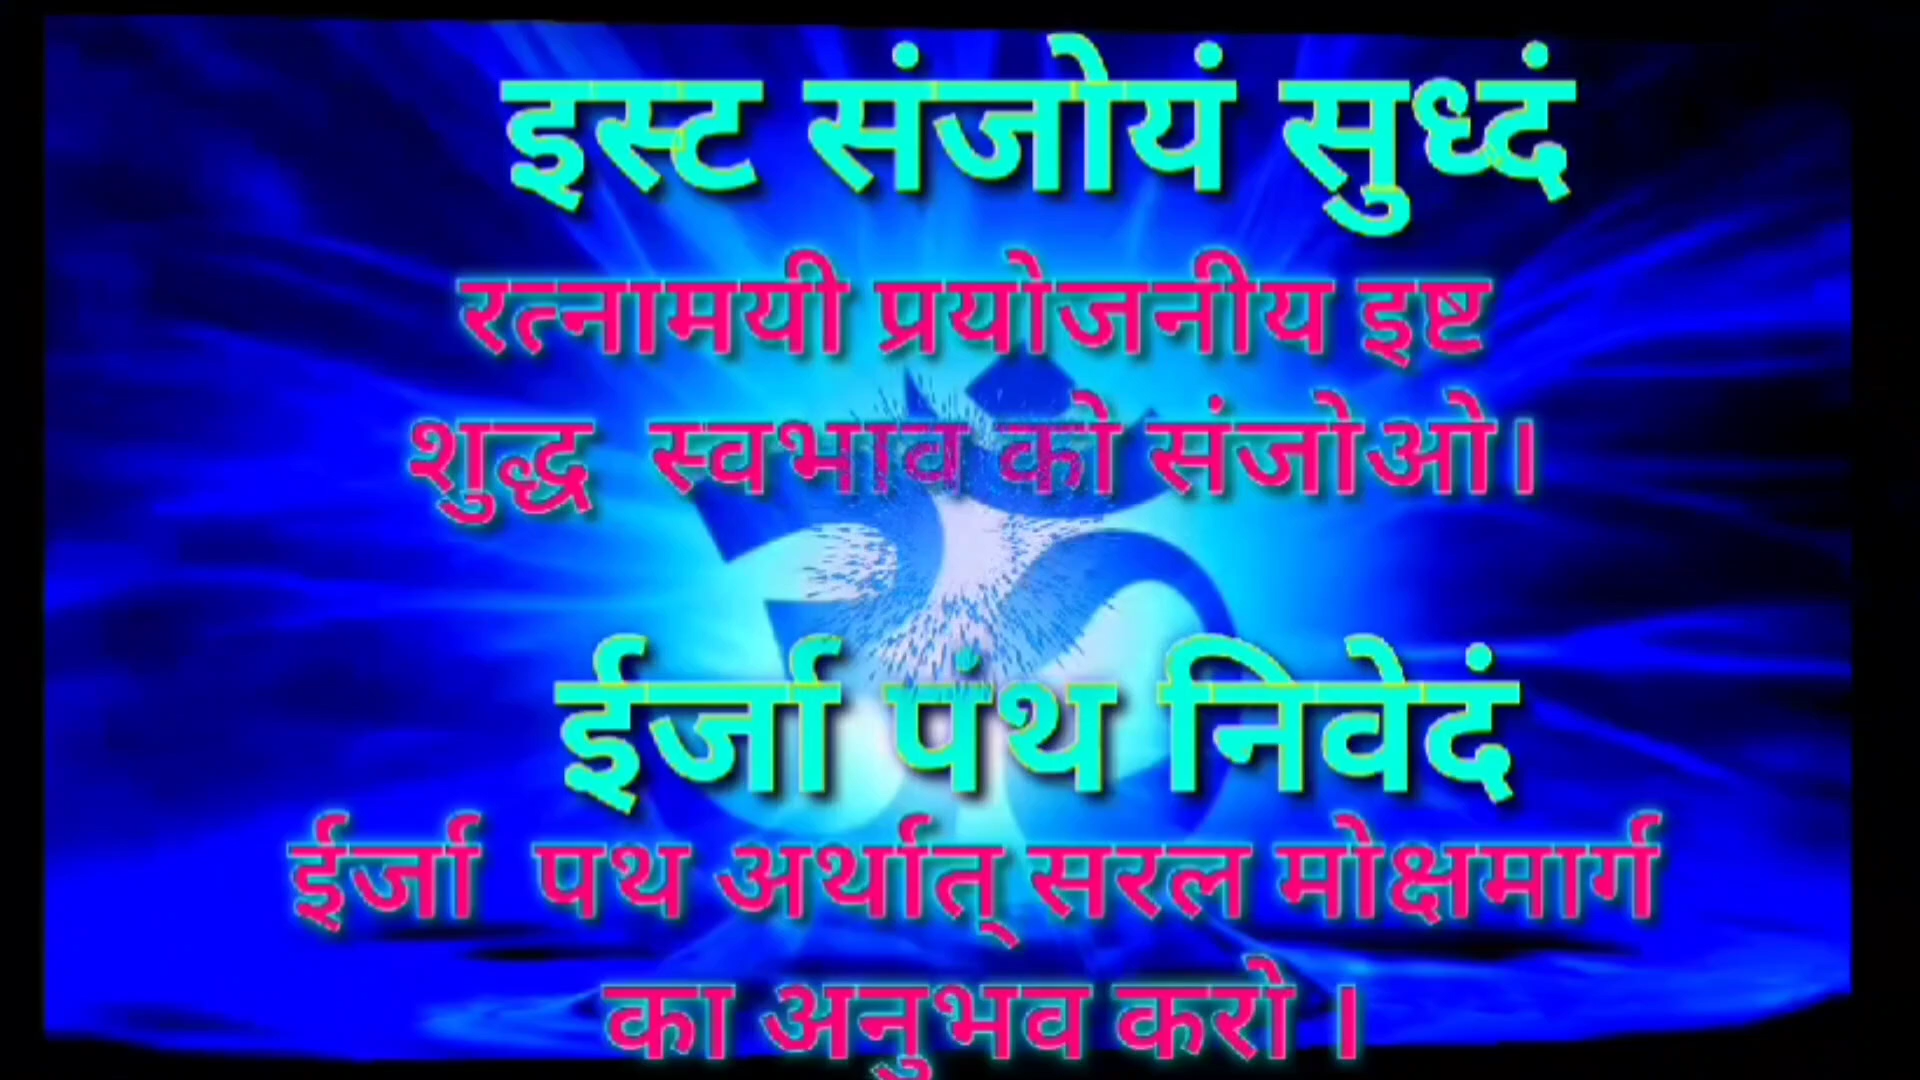 इस्ट संजोयं सुध्दं
रत्नामयी प्रयोजनीय इष्ट
शुद्ध स्वभाव को संजोओ।
ईर्जा पंथ निवेदं
ईर्जा पथ अर्थात् सरल मोक्षमार्ग
का अनुभव करो ।